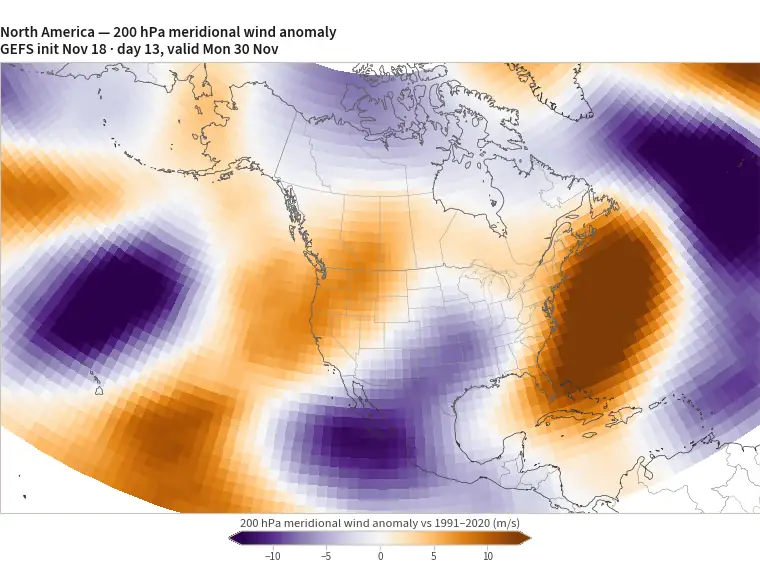 North America — 200 hPa meridional wind anomaly
GEFS init Nov 18 · day 13, valid Mon 30 Nov
200 hPa meridional wind anomaly vs 1991–2020 (m/s)
−10 −5 0 5 10